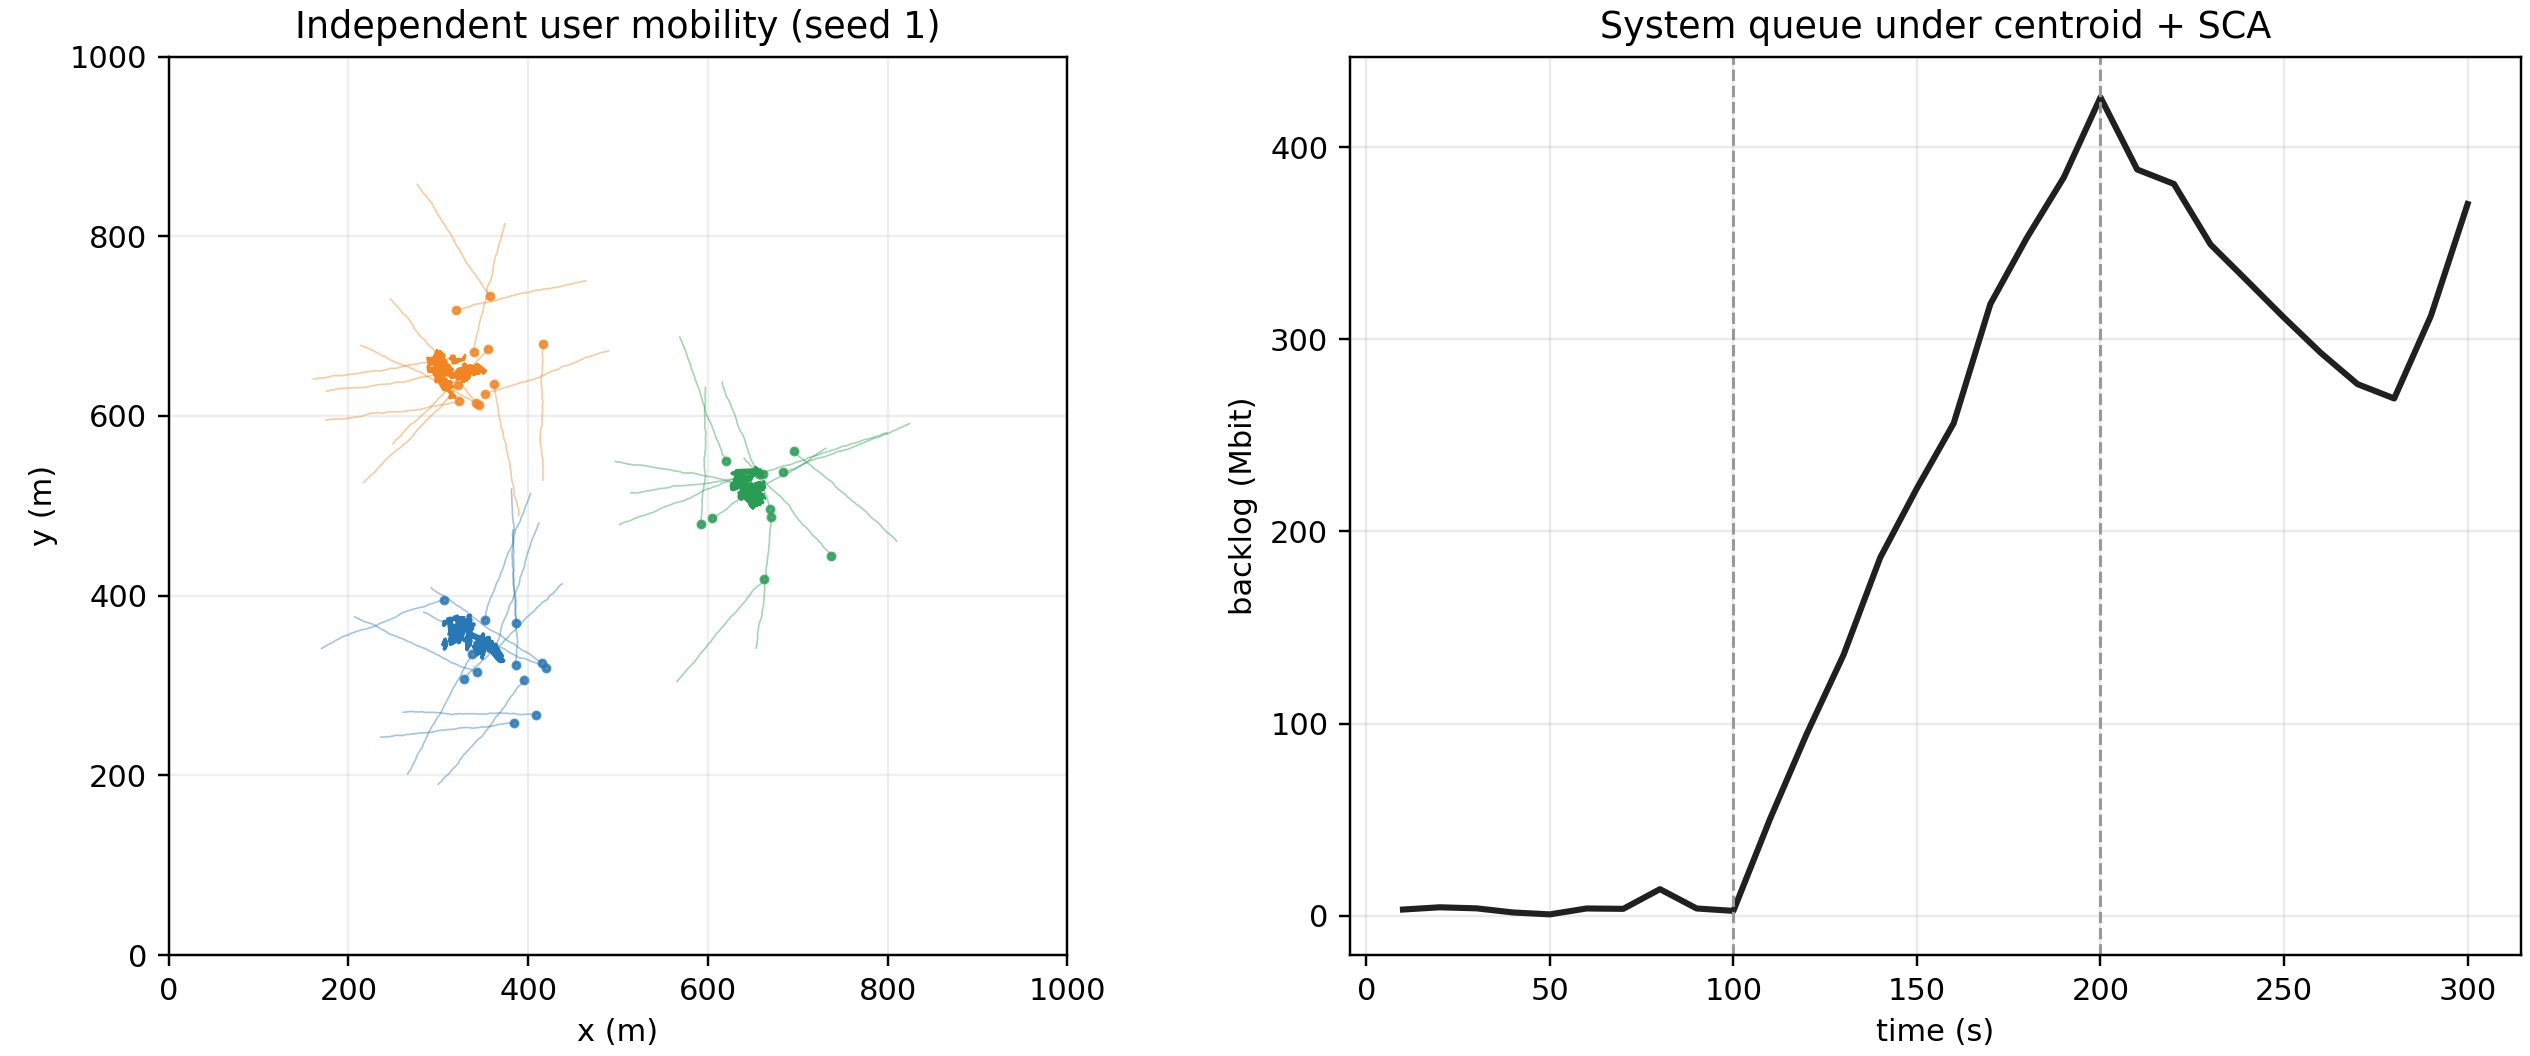 Independent user mobility (seed 1)
1000
800
600
400
200
0
y (m)
0 200 400 600 800 1000
x (m)
System queue under centroid + SCA
400
300
200
100
0
backlog (Mbit)
0 50 100 150 200 250 300
time (s)